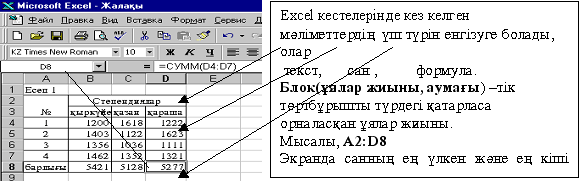 Microsoft Excel - Жалақы
Файл Правка Вид Вставка Формат Сервис Данны
KZ Times New Roman 10 Ж К Ч
D8 =СУММ(D4:D7)
A B C D E
1 Есеп 1
2 Степендиялар
3 № қыркүйек қазан қараша
4 1 1200 1618 1222
5 2 1403 1122 1623
6 3 1356 1036 1111
7 4 1462 1352 1321
8 барлығы 5421 5128 5277
Excel кестелерінде кез келген
мәліметтердің үш түрін енгізуге болады,
олар
текст, сан , формула.
Блок(ұялар жиыны, аумағы) –тік
төртбұрышты түрдегі қатарласа
орналасқан ұялар жиыны.
Мысалы, A2:D8
Экранда санның ең үлкен және ең кіші